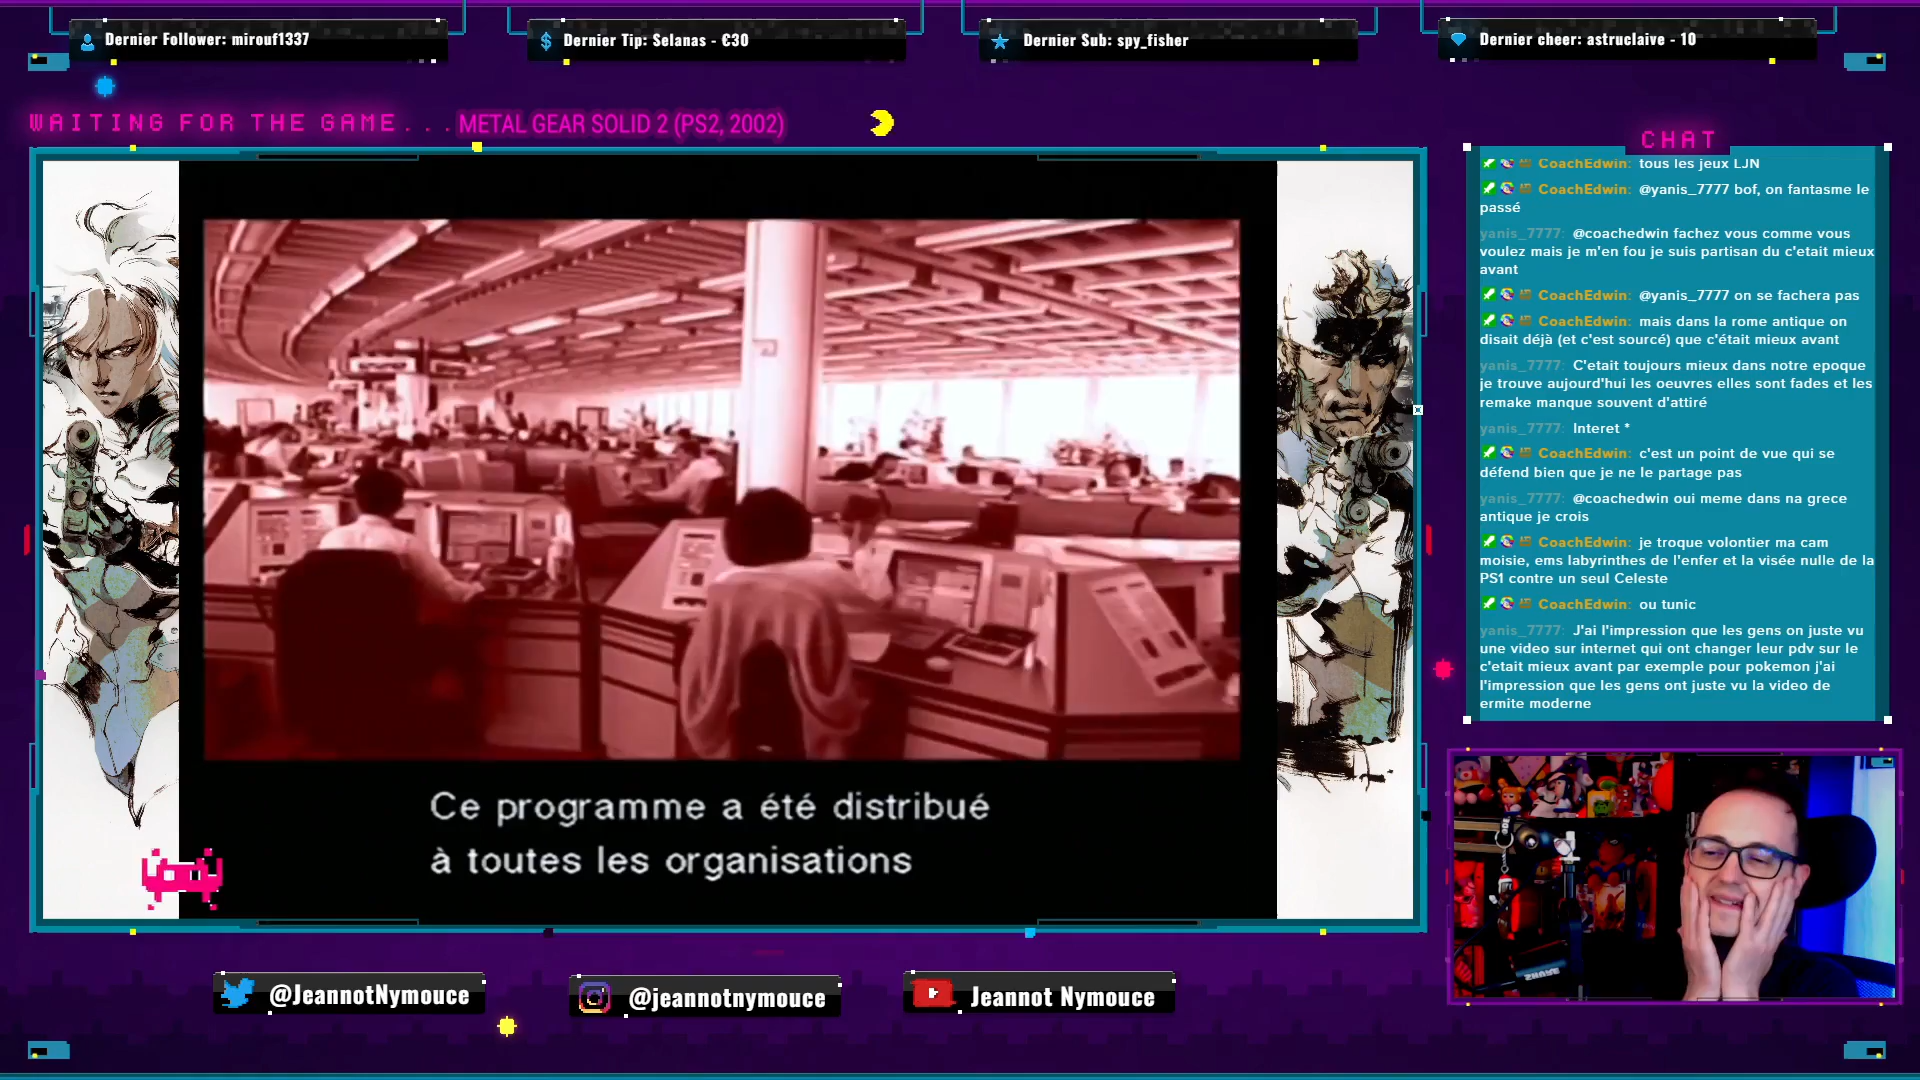 Dernier Follower: mirouf1337
Dernier Tip: Selanas - €30
Dernier Sub: spy_fisher
Dernier cheer: astruclaive - 10
WAITING FOR THE GAME... METAL GEAR SOLID 2 (PS2, 2002)
CHAT
CoachEdwin: tous les jeux LJN
CoachEdwin: @yanis_7777 bof, on fantasme le
passé
yanis_7777: @coachedwin fachez vous comme vous
voulez mais je m'en fou je suis partisan du c'etait mieux
avant
CoachEdwin: @yanis_7777 on se fachera pas
CoachEdwin: mais dans la rome antique on
disait déjà (et c'est sourcé) que c'était mieux avant
yanis_7777: C'etait toujours mieux dans notre epoque
je trouve aujourd'hui les oeuvres elles sont fades et les
remake manque souvent d'attiré
yanis_7777: Interet *
CoachEdwin: c'est un point de vue qui se
défend bien que je ne le partage pas
yanis_7777: @coachedwin oui meme dans na grece
antique je crois
CoachEdwin: je troque volontier ma cam
moisie, ems labyrinthes de l'enfer et la visée nulle de la
PS1 contre un seul Celeste
CoachEdwin: ou tunic
yanis_7777: J'ai l'impression que les gens on juste vu
une video sur internet qui ont changer leur pdv sur le
c'etait mieux avant par exemple pour pokemon j'ai
l'impression que les gens ont juste vu la video de
ermite moderne
Ce programme a été distribué
à toutes les organisations
@JeannotNymouce
@jeannotnymouce
Jeannot Nymouce